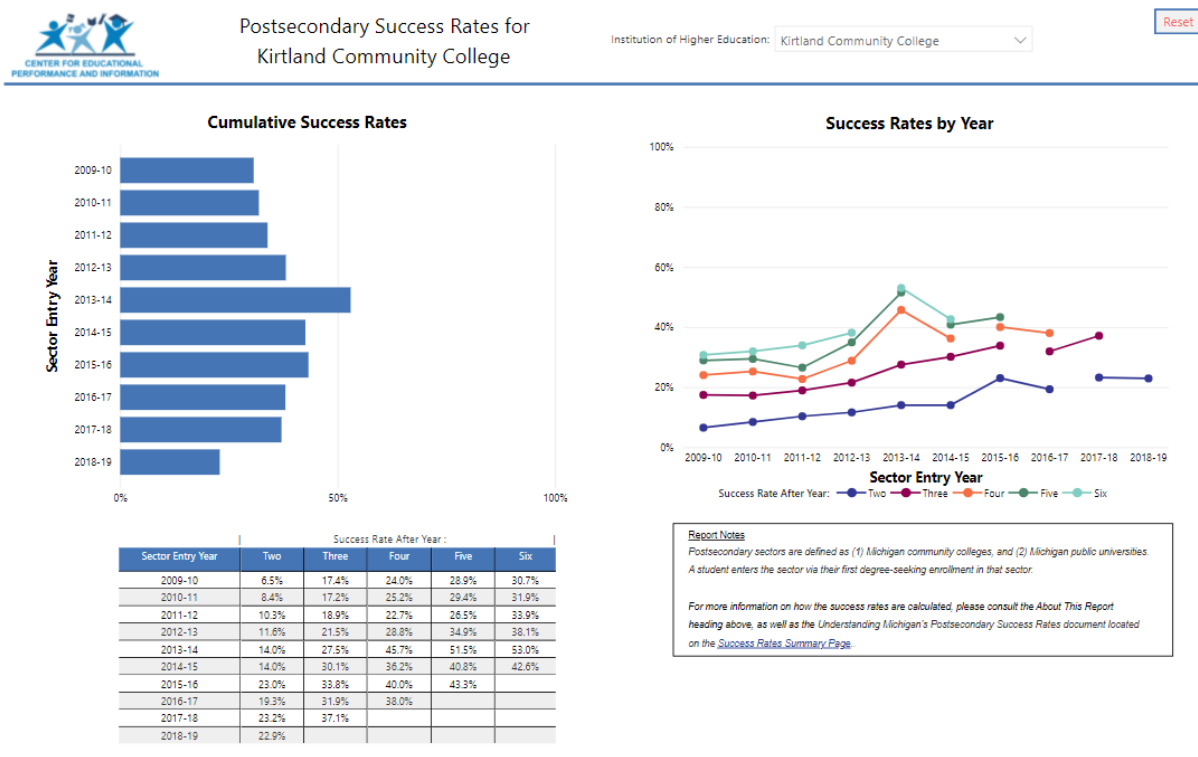 Postsecondary Success Rates for
Kirtland Community College
Institution of Higher Education: Kirtland Community College
Reset
CENTER FOR EDUCATIONAL
PERFORMANCE AND INFORMATION
Cumulative Success Rates
Sector Entry Year
2009-10
2010-11
2011-12
2012-13
2013-14
2014-15
2015-16
2016-17
2017-18
2018-19
0% 50% 100%
Success Rates by Year
100%
80%
60%
40%
20%
0%
2009-10 2010-11 2011-12 2012-13 2013-14 2014-15 2015-16 2016-17 2017-18 2018-19
Sector Entry Year
Success Rate After Year: Two Three Four Five Six
Success Rate After Year :
Sector Entry Year Two Three Four Five Six
2009-10 6.5% 17.4% 24.0% 28.9% 30.7%
2010-11 8.4% 17.2% 25.2% 29.4% 31.9%
2011-12 10.3% 18.9% 22.7% 26.5% 33.9%
2012-13 11.6% 21.5% 28.8% 34.9% 38.1%
2013-14 14.0% 27.5% 45.7% 51.5% 53.0%
2014-15 14.0% 30.1% 36.2% 40.8% 42.6%
2015-16 23.0% 33.8% 40.0% 43.3%
2016-17 19.3% 31.9% 38.0%
2017-18 23.2% 37.1%
2018-19 22.9%
Report Notes
Postsecondary sectors are defined as (1) Michigan community colleges, and (2) Michigan public universities.
A student enters the sector via their first degree-seeking enrollment in that sector.
For more information on how the success rates are calculated, please consult the About This Report
heading above, as well as the Understanding Michigan's Postsecondary Success Rates document located
on the Success Rates Summary Page..